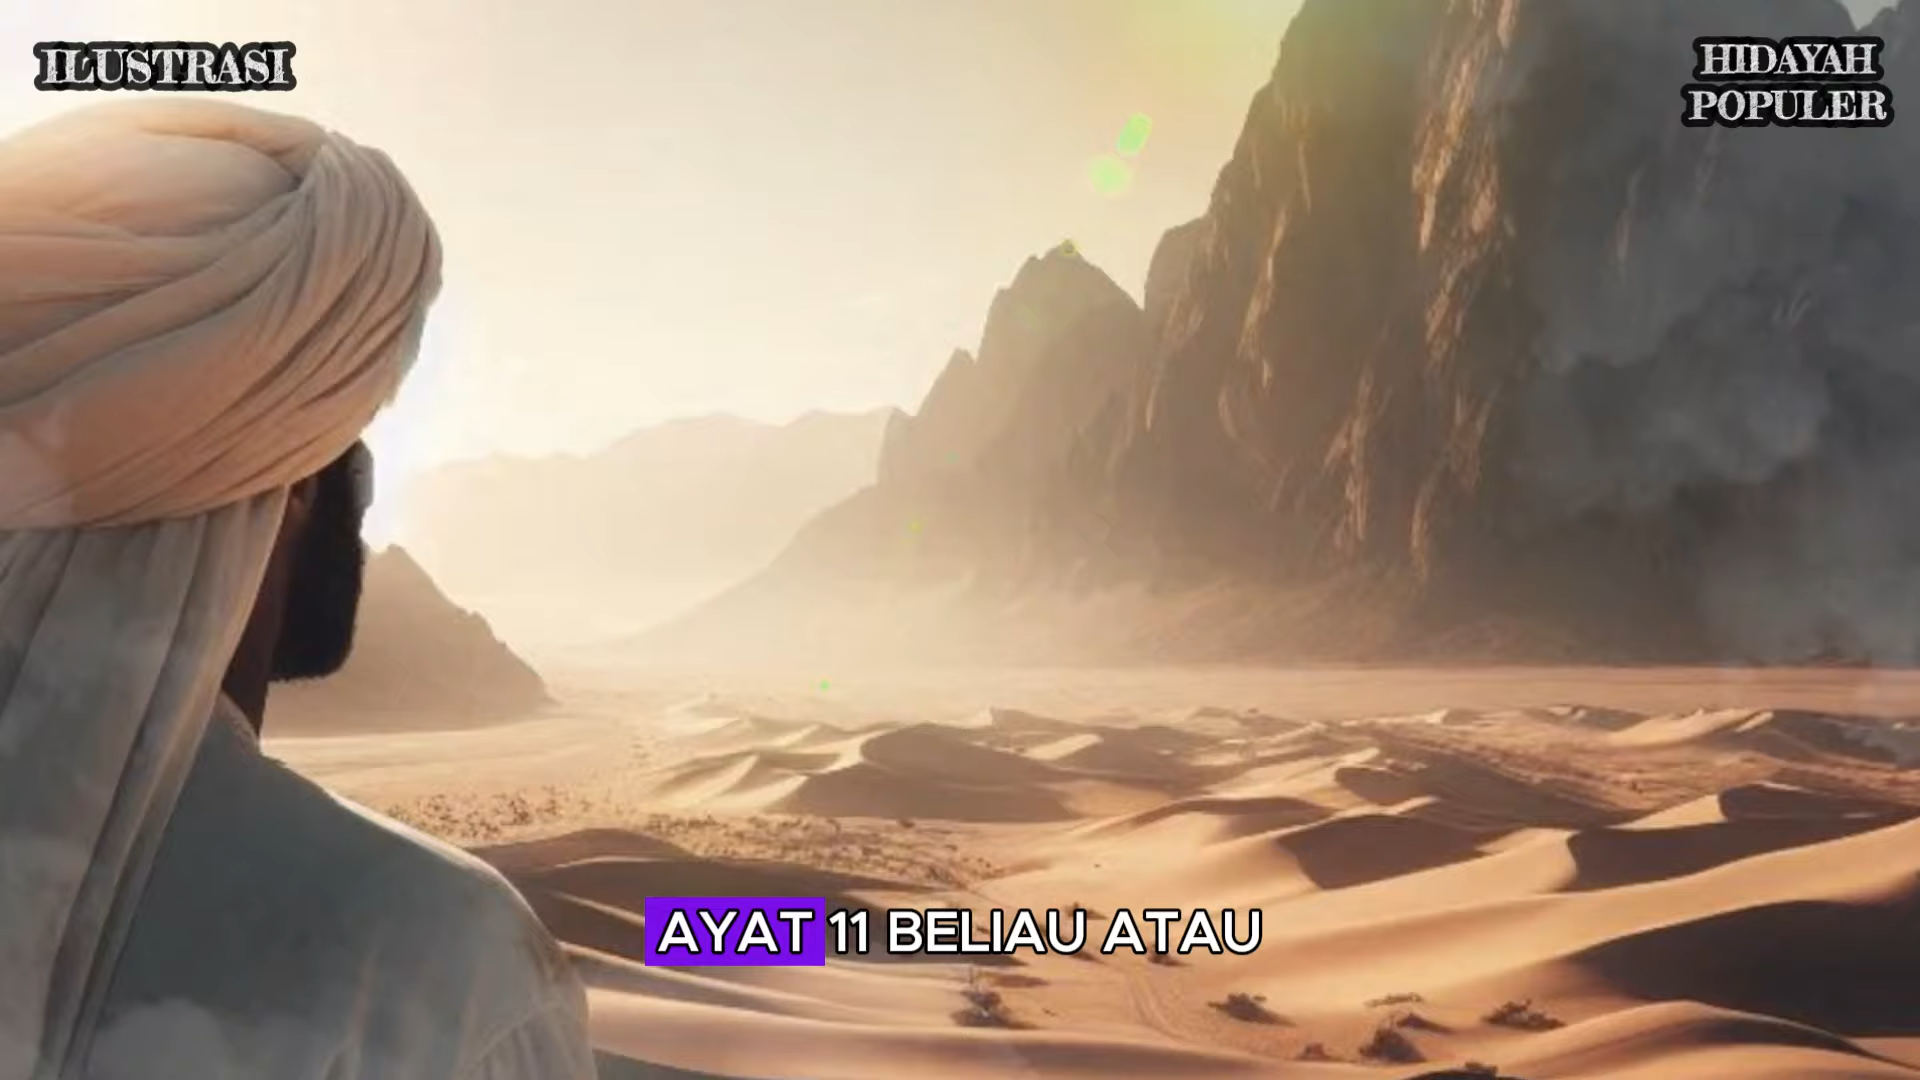 ILUSTRASI
HIDAYAH
POPULER
AYAT 11 BELIAU ATAU